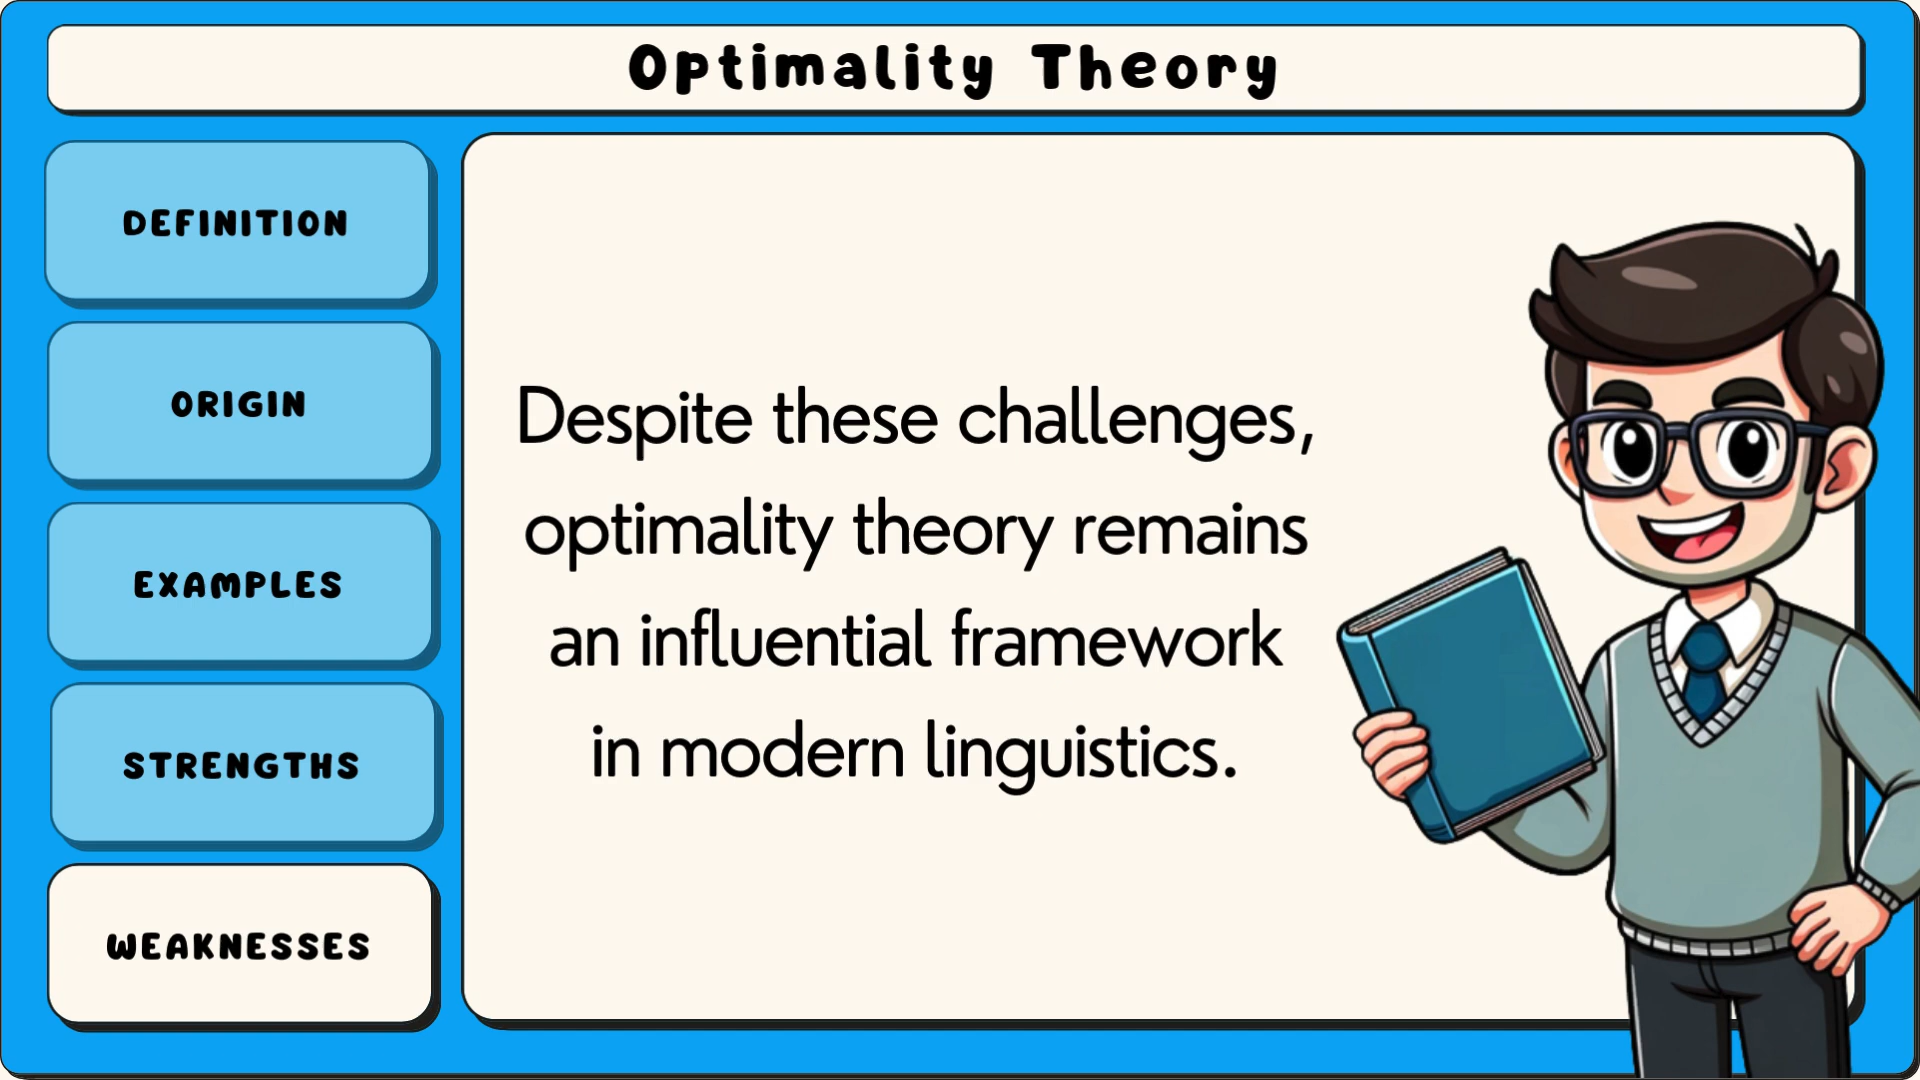 Optimality Theory
DEFINITION
ORIGIN
EXAMPLES
STRENGTHS
WEAKNESSES
Despite these challenges,
optimality theory remains
an influential framework
in modern linguistics.